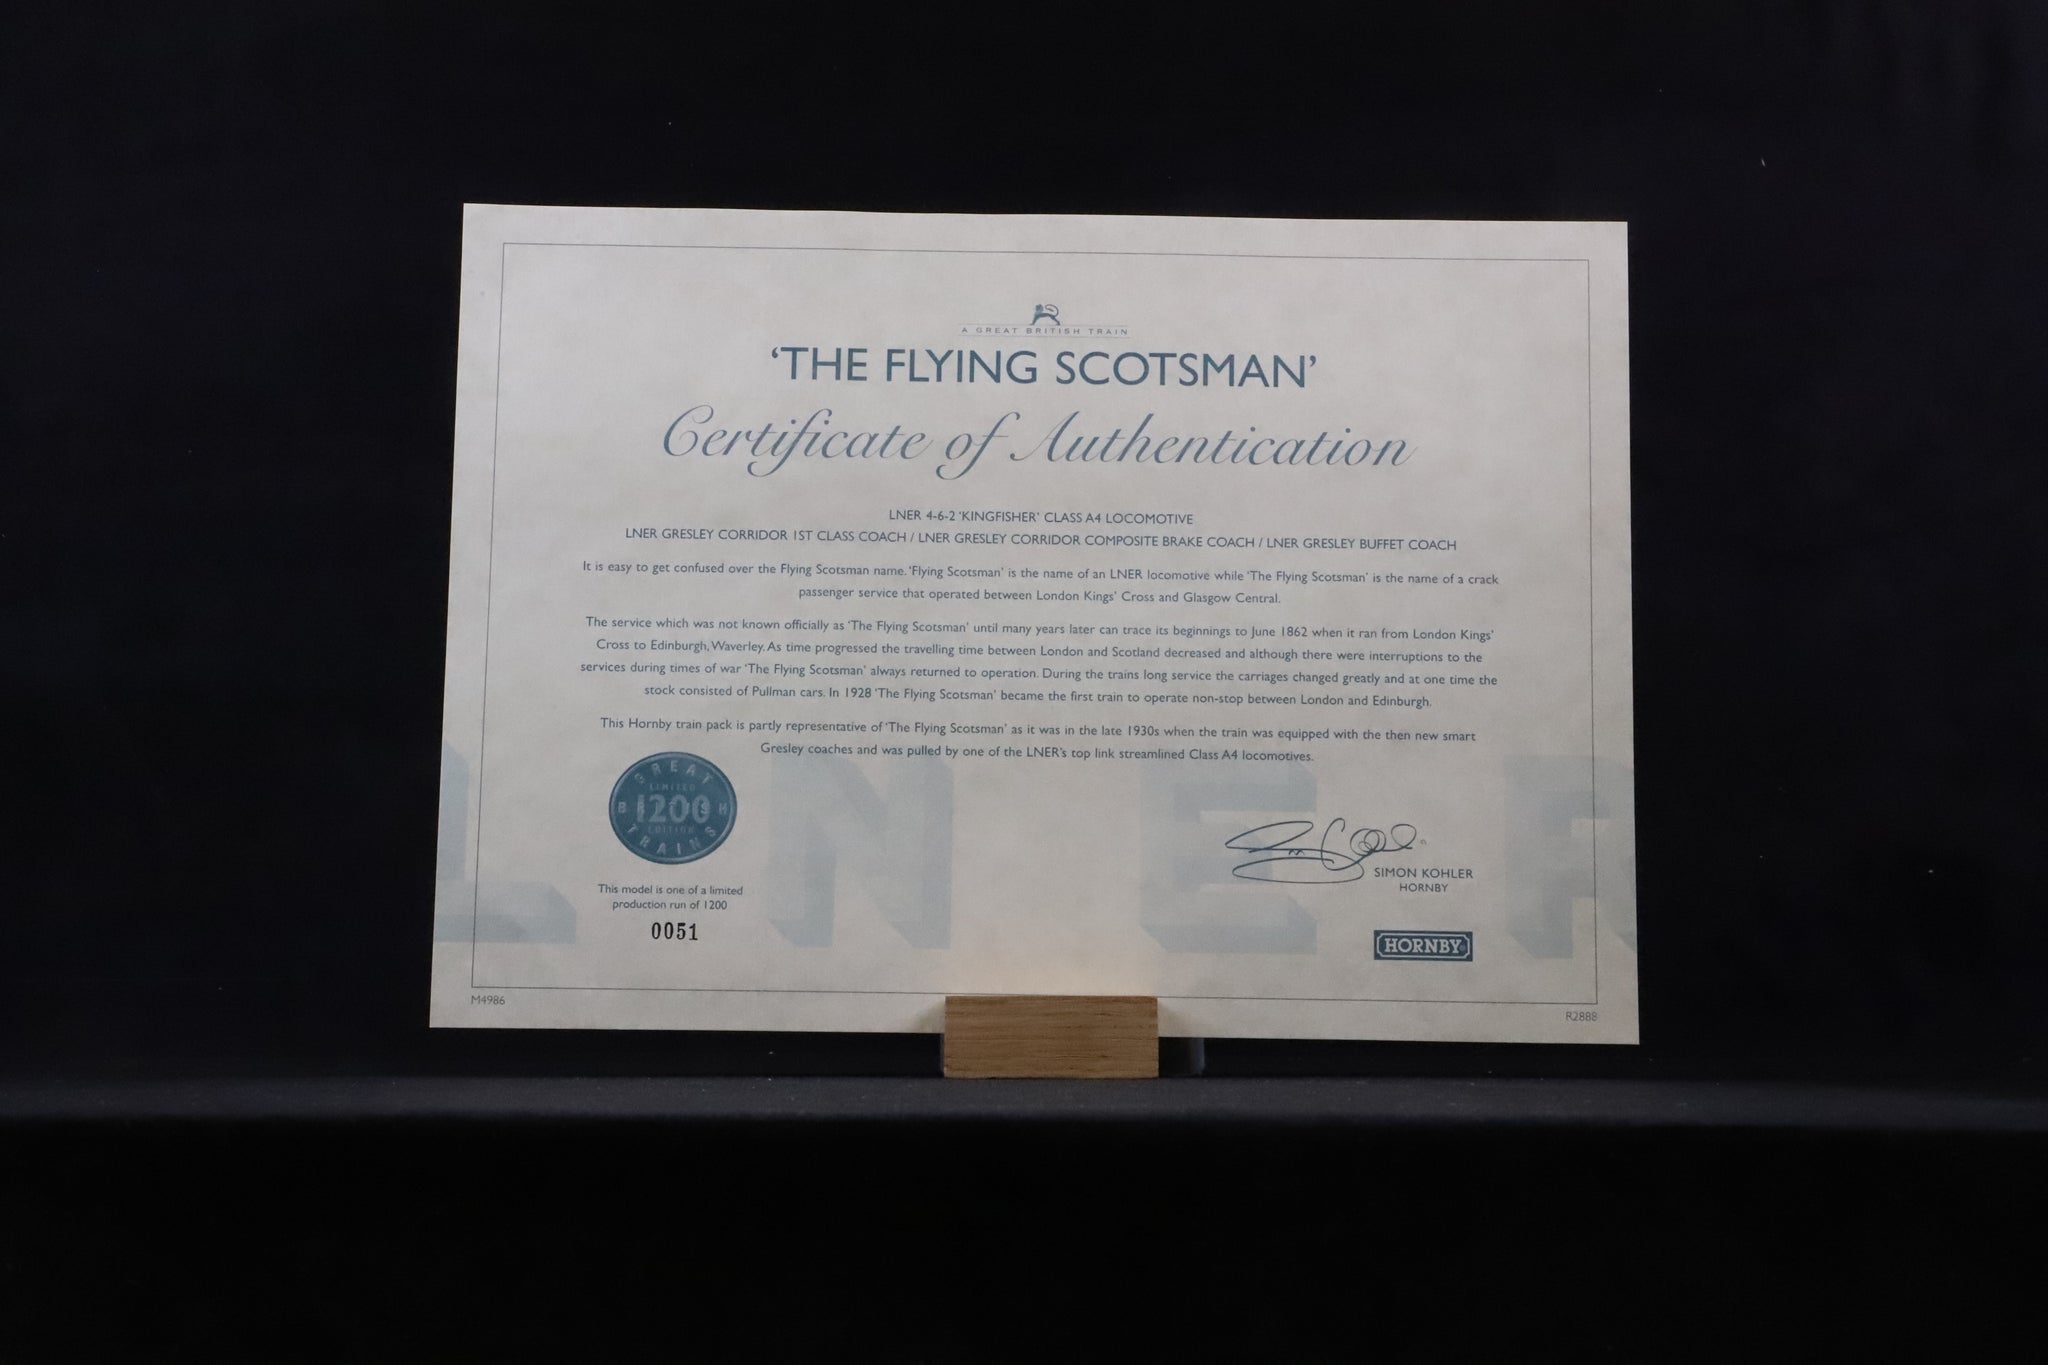 A GREAT BRITISH TRAIN
‘THE FLYING SCOTSMAN’
Certificate of Authentication
LNER 4-6-2 ‘KINGFISHER’ CLASS A4 LOCOMOTIVE
LNER GRESLEY CORRIDOR 1ST CLASS COACH / LNER GRESLEY CORRIDOR COMPOSITE BRAKE COACH / LNER GRESLEY BUFFET COACH
It is easy to get confused over the Flying Scotsman name. ‘Flying Scotsman’ is the name of an LNER locomotive while ‘The Flying Scotsman’ is the name of a crack
passenger service that operated between London Kings’ Cross and Glasgow Central.
The service which was not known officially as ‘The Flying Scotsman’ until many years later can trace its beginnings to June 1862 when it ran from London Kings’
Cross to Edinburgh, Waverley. As time progressed the travelling time between London and Scotland decreased and although there were interruptions to the
services during times of war ‘The Flying Scotsman’ always returned to operation. During the trains long service the carriages changed greatly and at one time the
stock consisted of Pullman cars. In 1928 ‘The Flying Scotsman’ became the first train to operate non-stop between London and Edinburgh.
This Hornby train pack is partly representative of ‘The Flying Scotsman’ as it was in the late 1930s when the train was equipped with the then new smart
Gresley coaches and was pulled by one of the LNER’s top link streamlined Class A4 locomotives.
LNER
GREAT
LIMITED
BRITISH
1200
EDITION
TRAINS
This model is one of a limited
production run of 1200
0051
SIMON KOHLER
HORNBY
HORNBY
M4986
R2888